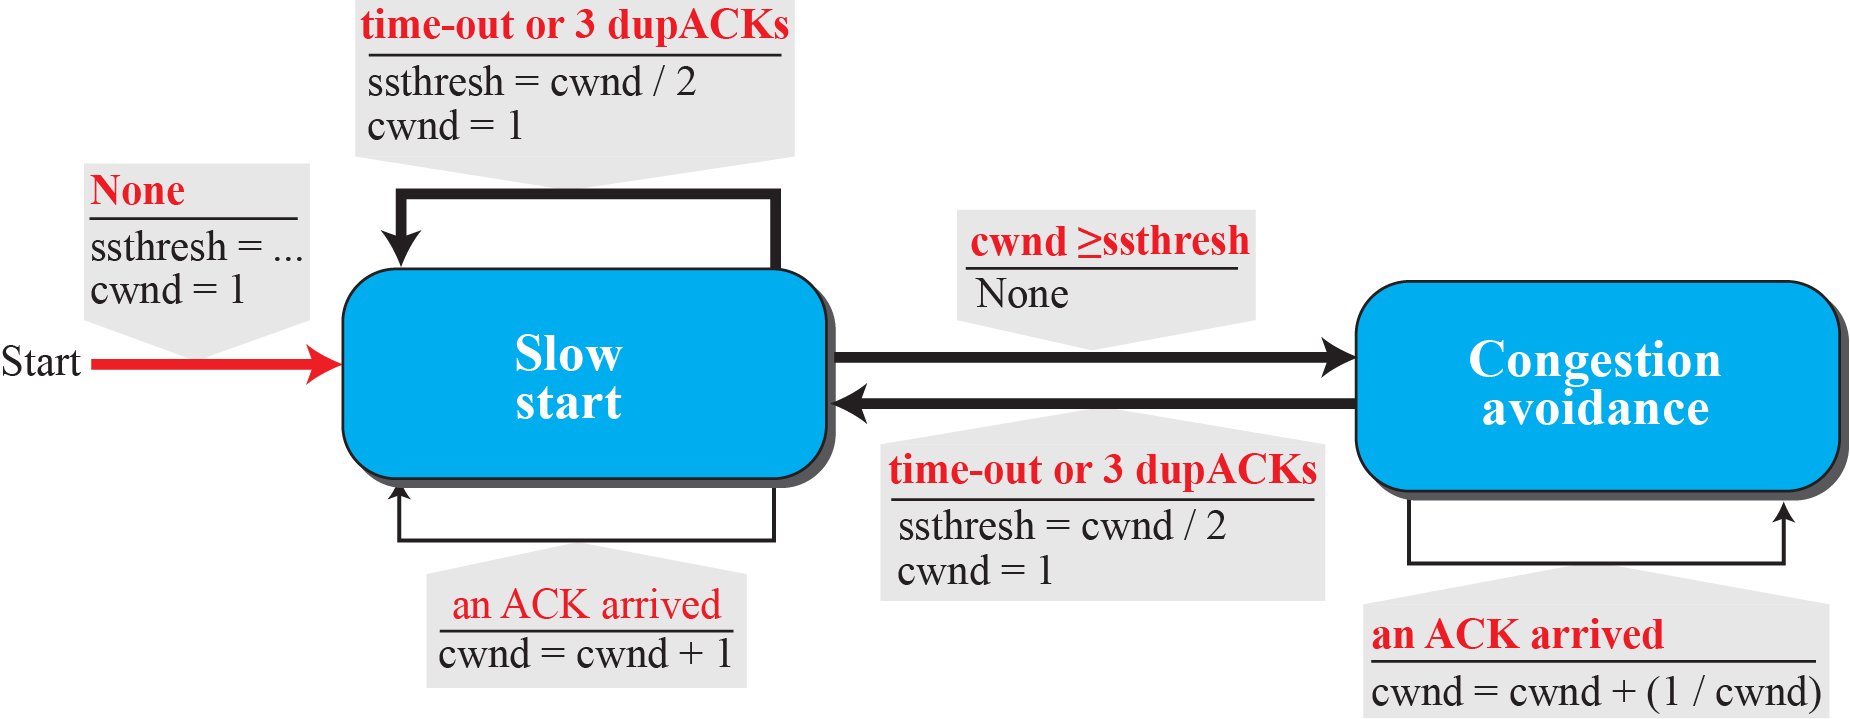 time-out or 3 dupACKs
ssthresh = cwnd / 2
cwnd = 1
None
ssthresh = ...
cwnd = 1
Start
Slow
start
an ACK arrived
cwnd = cwnd + 1
cwnd ≥ssthresh
None
time-out or 3 dupACKs
ssthresh = cwnd / 2
cwnd = 1
Congestion
avoidance
an ACK arrived
cwnd = cwnd + (1 / cwnd)